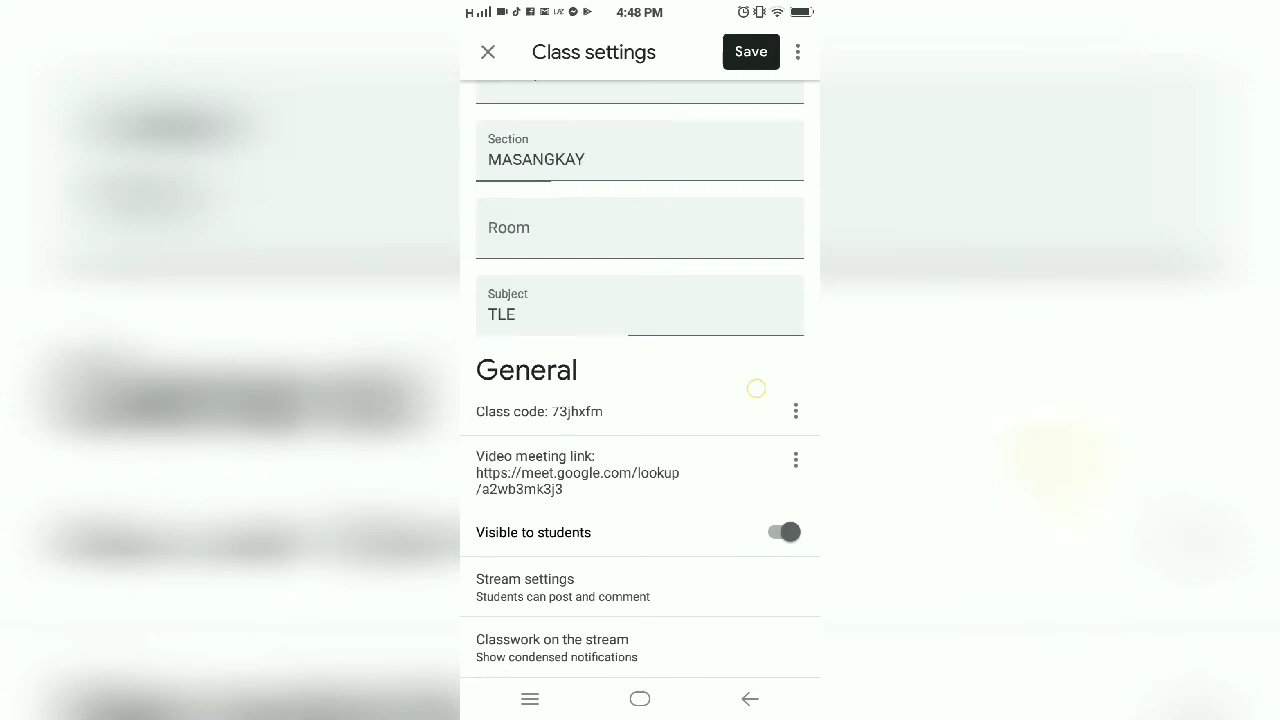 4:48 PM
Class settings
Save
Section
MASANGKAY
Room
Subject
TLE
General
Class code: 73jhxfm
Video meeting link:
https://meet.google.com/lookup
/a2wb3mk3j3
Visible to students
Stream settings
Students can post and comment
Classwork on the stream
Show condensed notifications